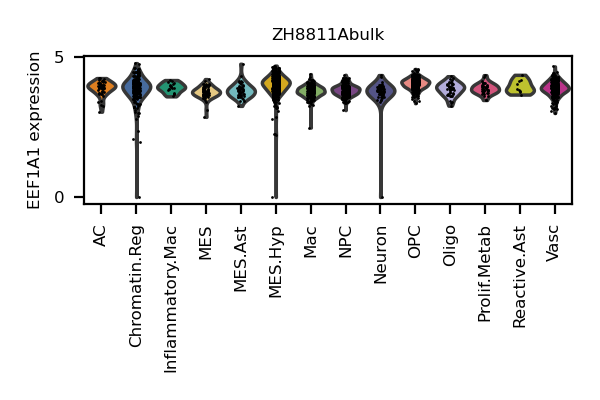 ZH8811Abulk
EEF1A1 expression
5
0
AC
Chromatin.Reg
Inflammatory.Mac
MES
MES.Ast
MES.Hyp
Mac
NPC
Neuron
OPC
Oligo
Prolif.Metab
Reactive.Ast
Vasc